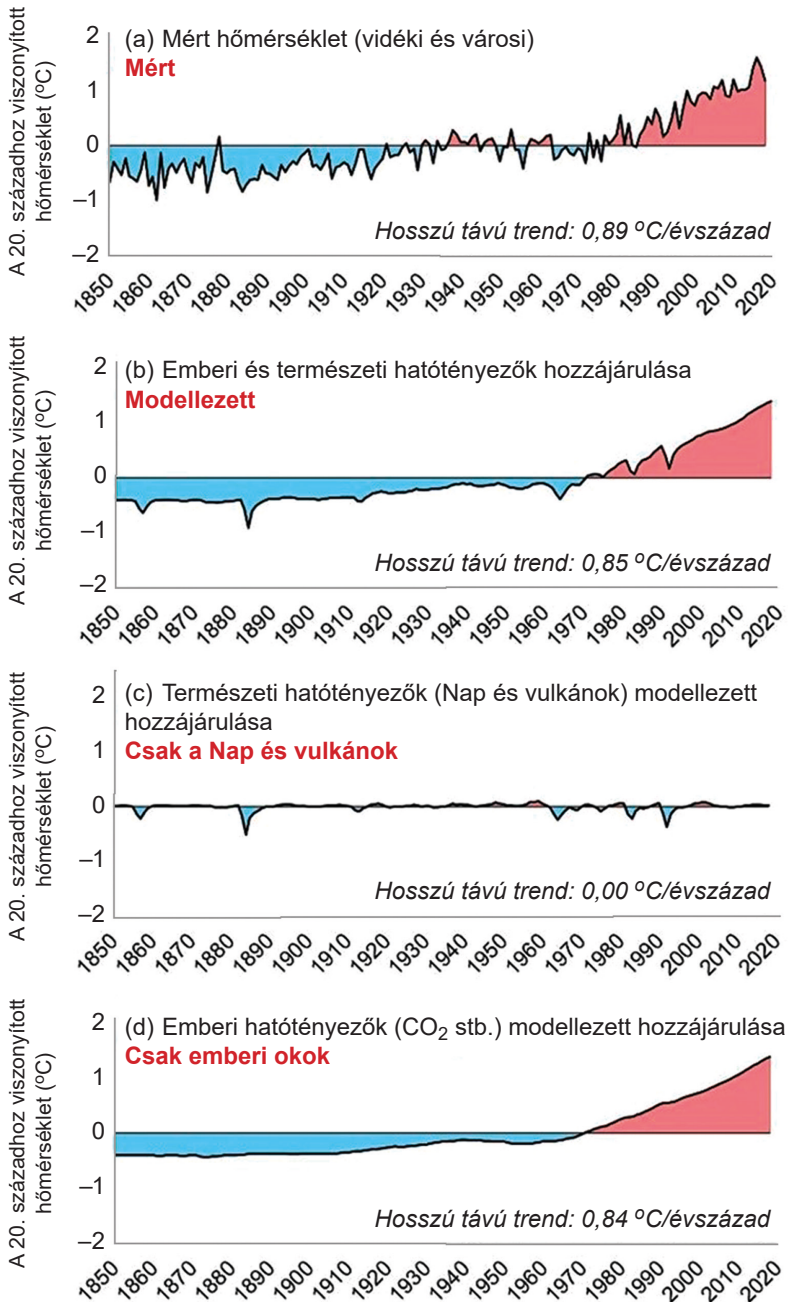 A 20. századhoz viszonyított
hőmérséklet (ºC)
2
1
0
–1
–2
(a) Mért hőmérséklet (vidéki és városi)
Mért
Hosszú távú trend: 0,89 ºC/évszázad
1850 1860 1870 1880 1890 1900 1910 1920 1930 1940 1950 1960 1970 1980 1990 2000 2010 2020
A 20. századhoz viszonyított
hőmérséklet (ºC)
2
1
0
–1
–2
(b) Emberi és természeti hatótényezők hozzájárulása
Modellezett
Hosszú távú trend: 0,85 ºC/évszázad
1850 1860 1870 1880 1890 1900 1910 1920 1930 1940 1950 1960 1970 1980 1990 2000 2010 2020
A 20. századhoz viszonyított
hőmérséklet (ºC)
2
1
0
–1
–2
(c) Természeti hatótényezők (Nap és vulkánok) modellezett
hozzájárulása
Csak a Nap és vulkánok
Hosszú távú trend: 0,00 ºC/évszázad
1850 1860 1870 1880 1890 1900 1910 1920 1930 1940 1950 1960 1970 1980 1990 2000 2010 2020
A 20. századhoz viszonyított
hőmérséklet (ºC)
2
1
0
–1
–2
(d) Emberi hatótényezők (CO₂ stb.) modellezett hozzájárulása
Csak emberi okok
Hosszú távú trend: 0,84 ºC/évszázad
1850 1860 1870 1880 1890 1900 1910 1920 1930 1940 1950 1960 1970 1980 1990 2000 2010 2020